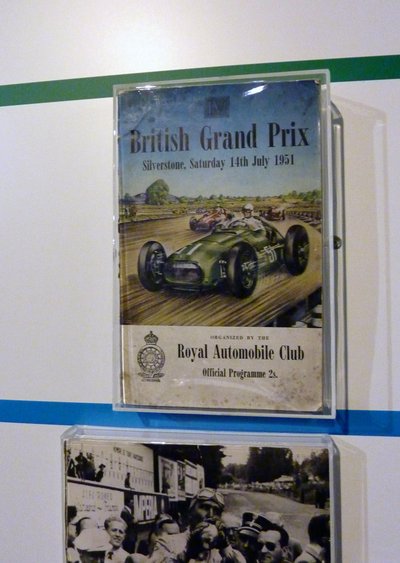 British Grand Prix
Silverstone, Saturday 14th July 1951
ORGANIZED BY THE
Royal Automobile Club
Official Programme 2s.